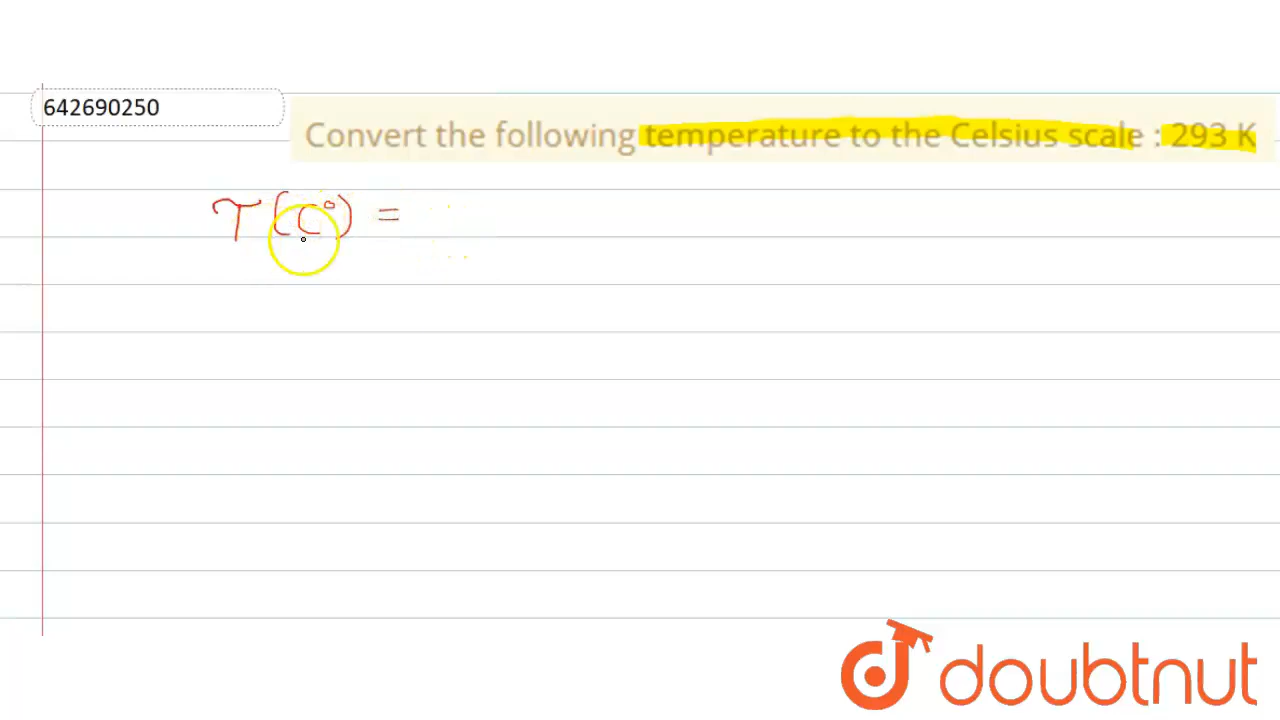 642690250
Convert the following temperature to the Celsius scale : 293 K
T (C°) =
doubtnut